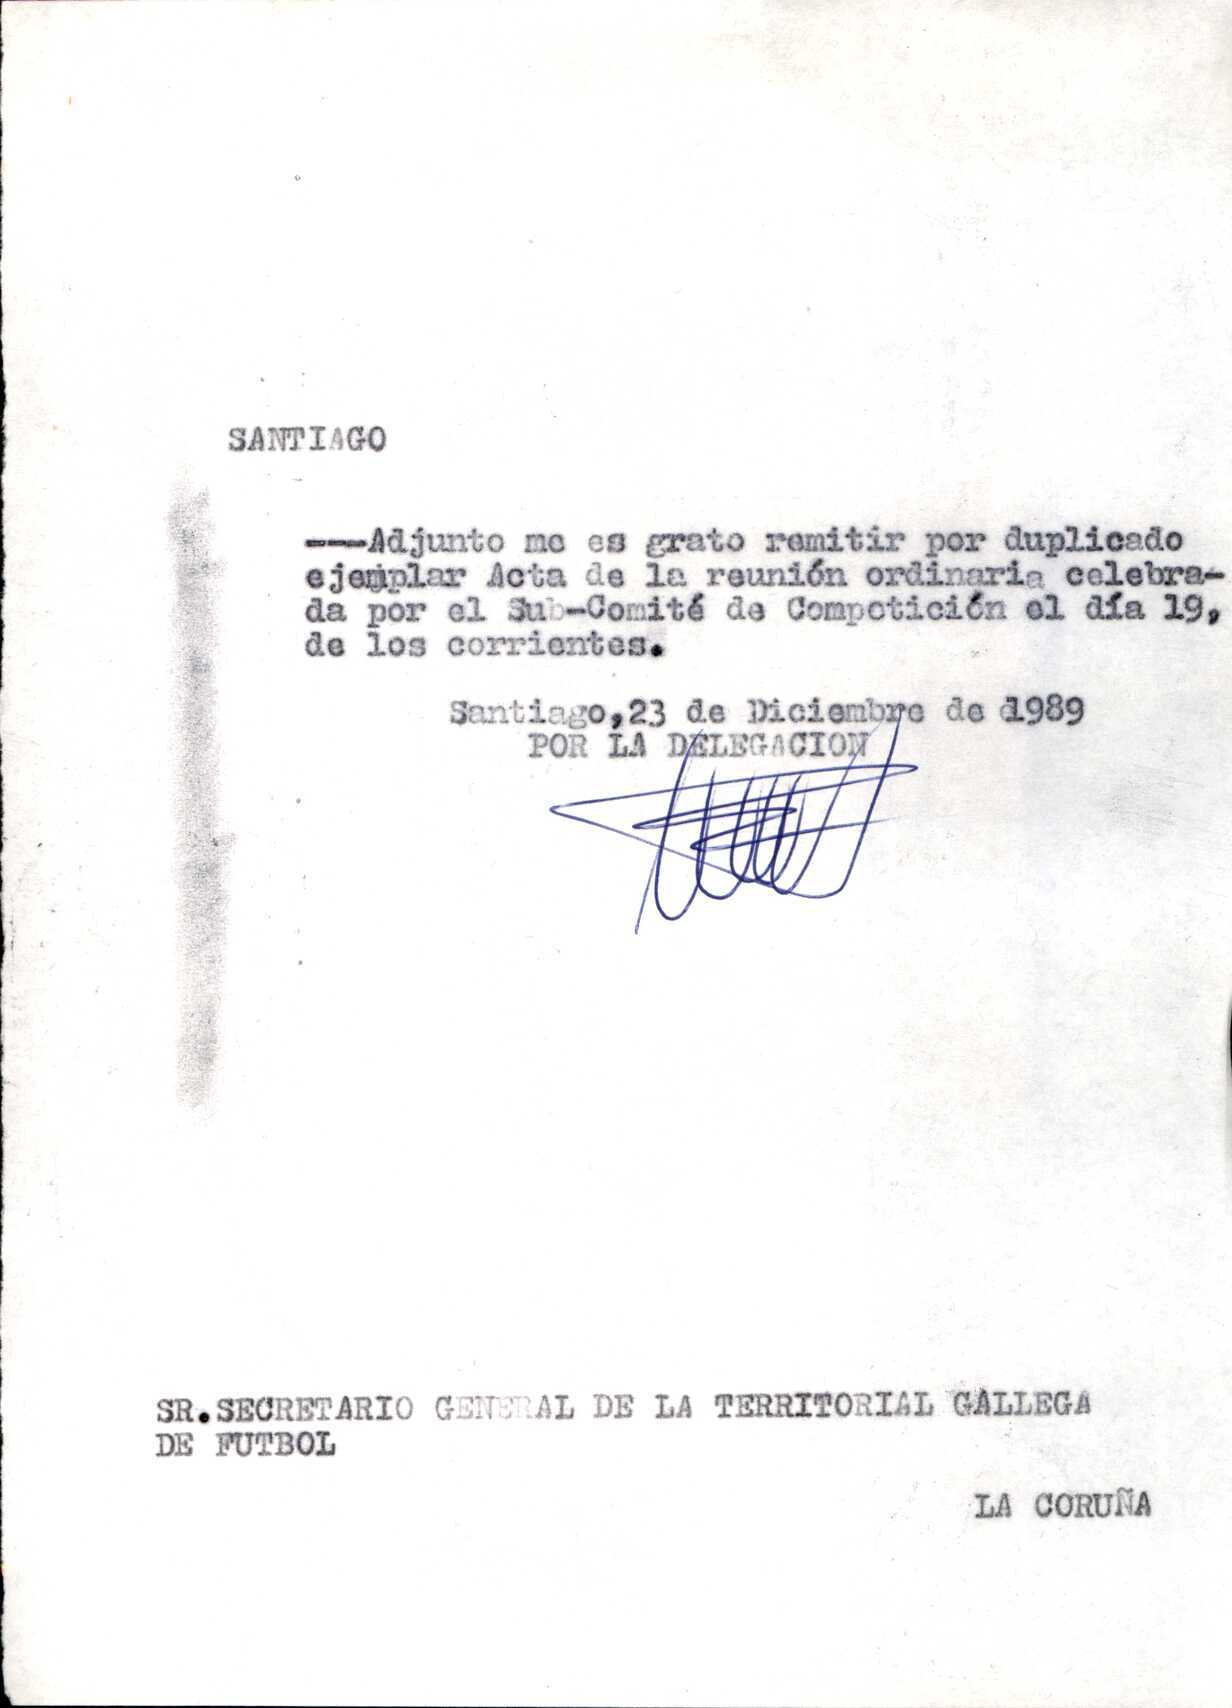 SANTIAGO
---Adjunto me es grato remitir por duplicado
ejemplar Acta de la reunión ordinaria celebra-
da por el Sub-Comité de Competición el día 19,
de los corrientes.
Santiago,23 de Diciembre de 1989
POR LA DELEGACION
SR.SECRETARIO GENERAL DE LA TERRITORIAL GALLEGA
DE FUTBOL
LA CORUÑA